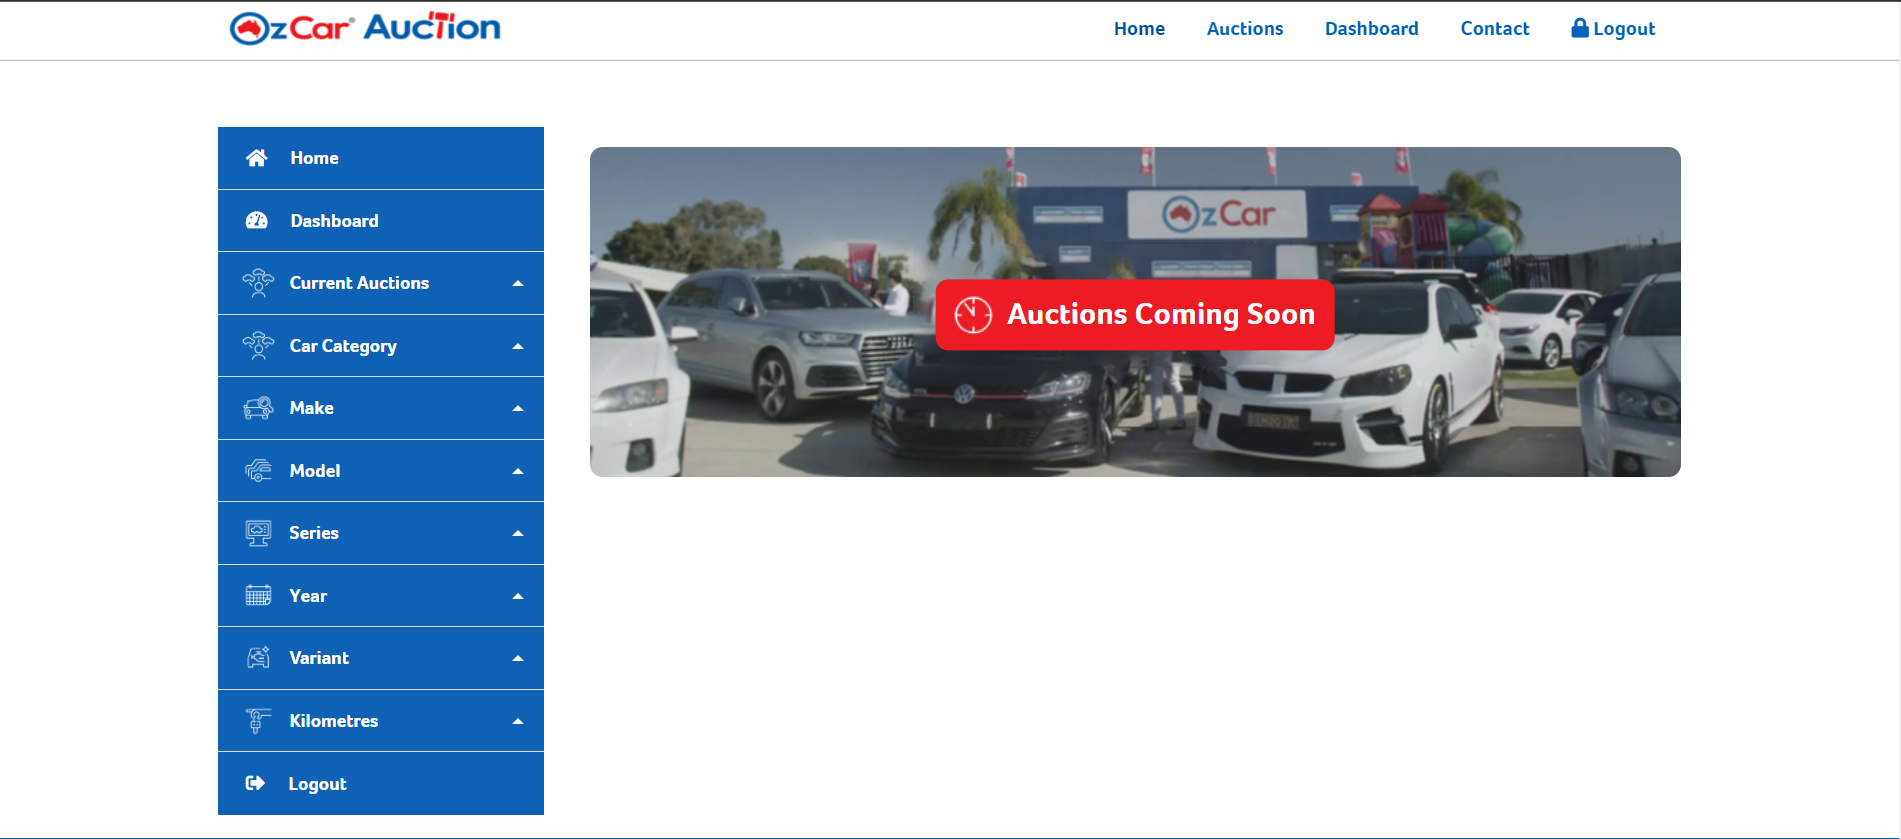 OzCar Auction
Home
Auctions
Dashboard
Contact
Logout
Home
Dashboard
Current Auctions
Car Category
Make
Model
Series
Year
Variant
Kilometres
Logout
OzCar
Auctions Coming Soon